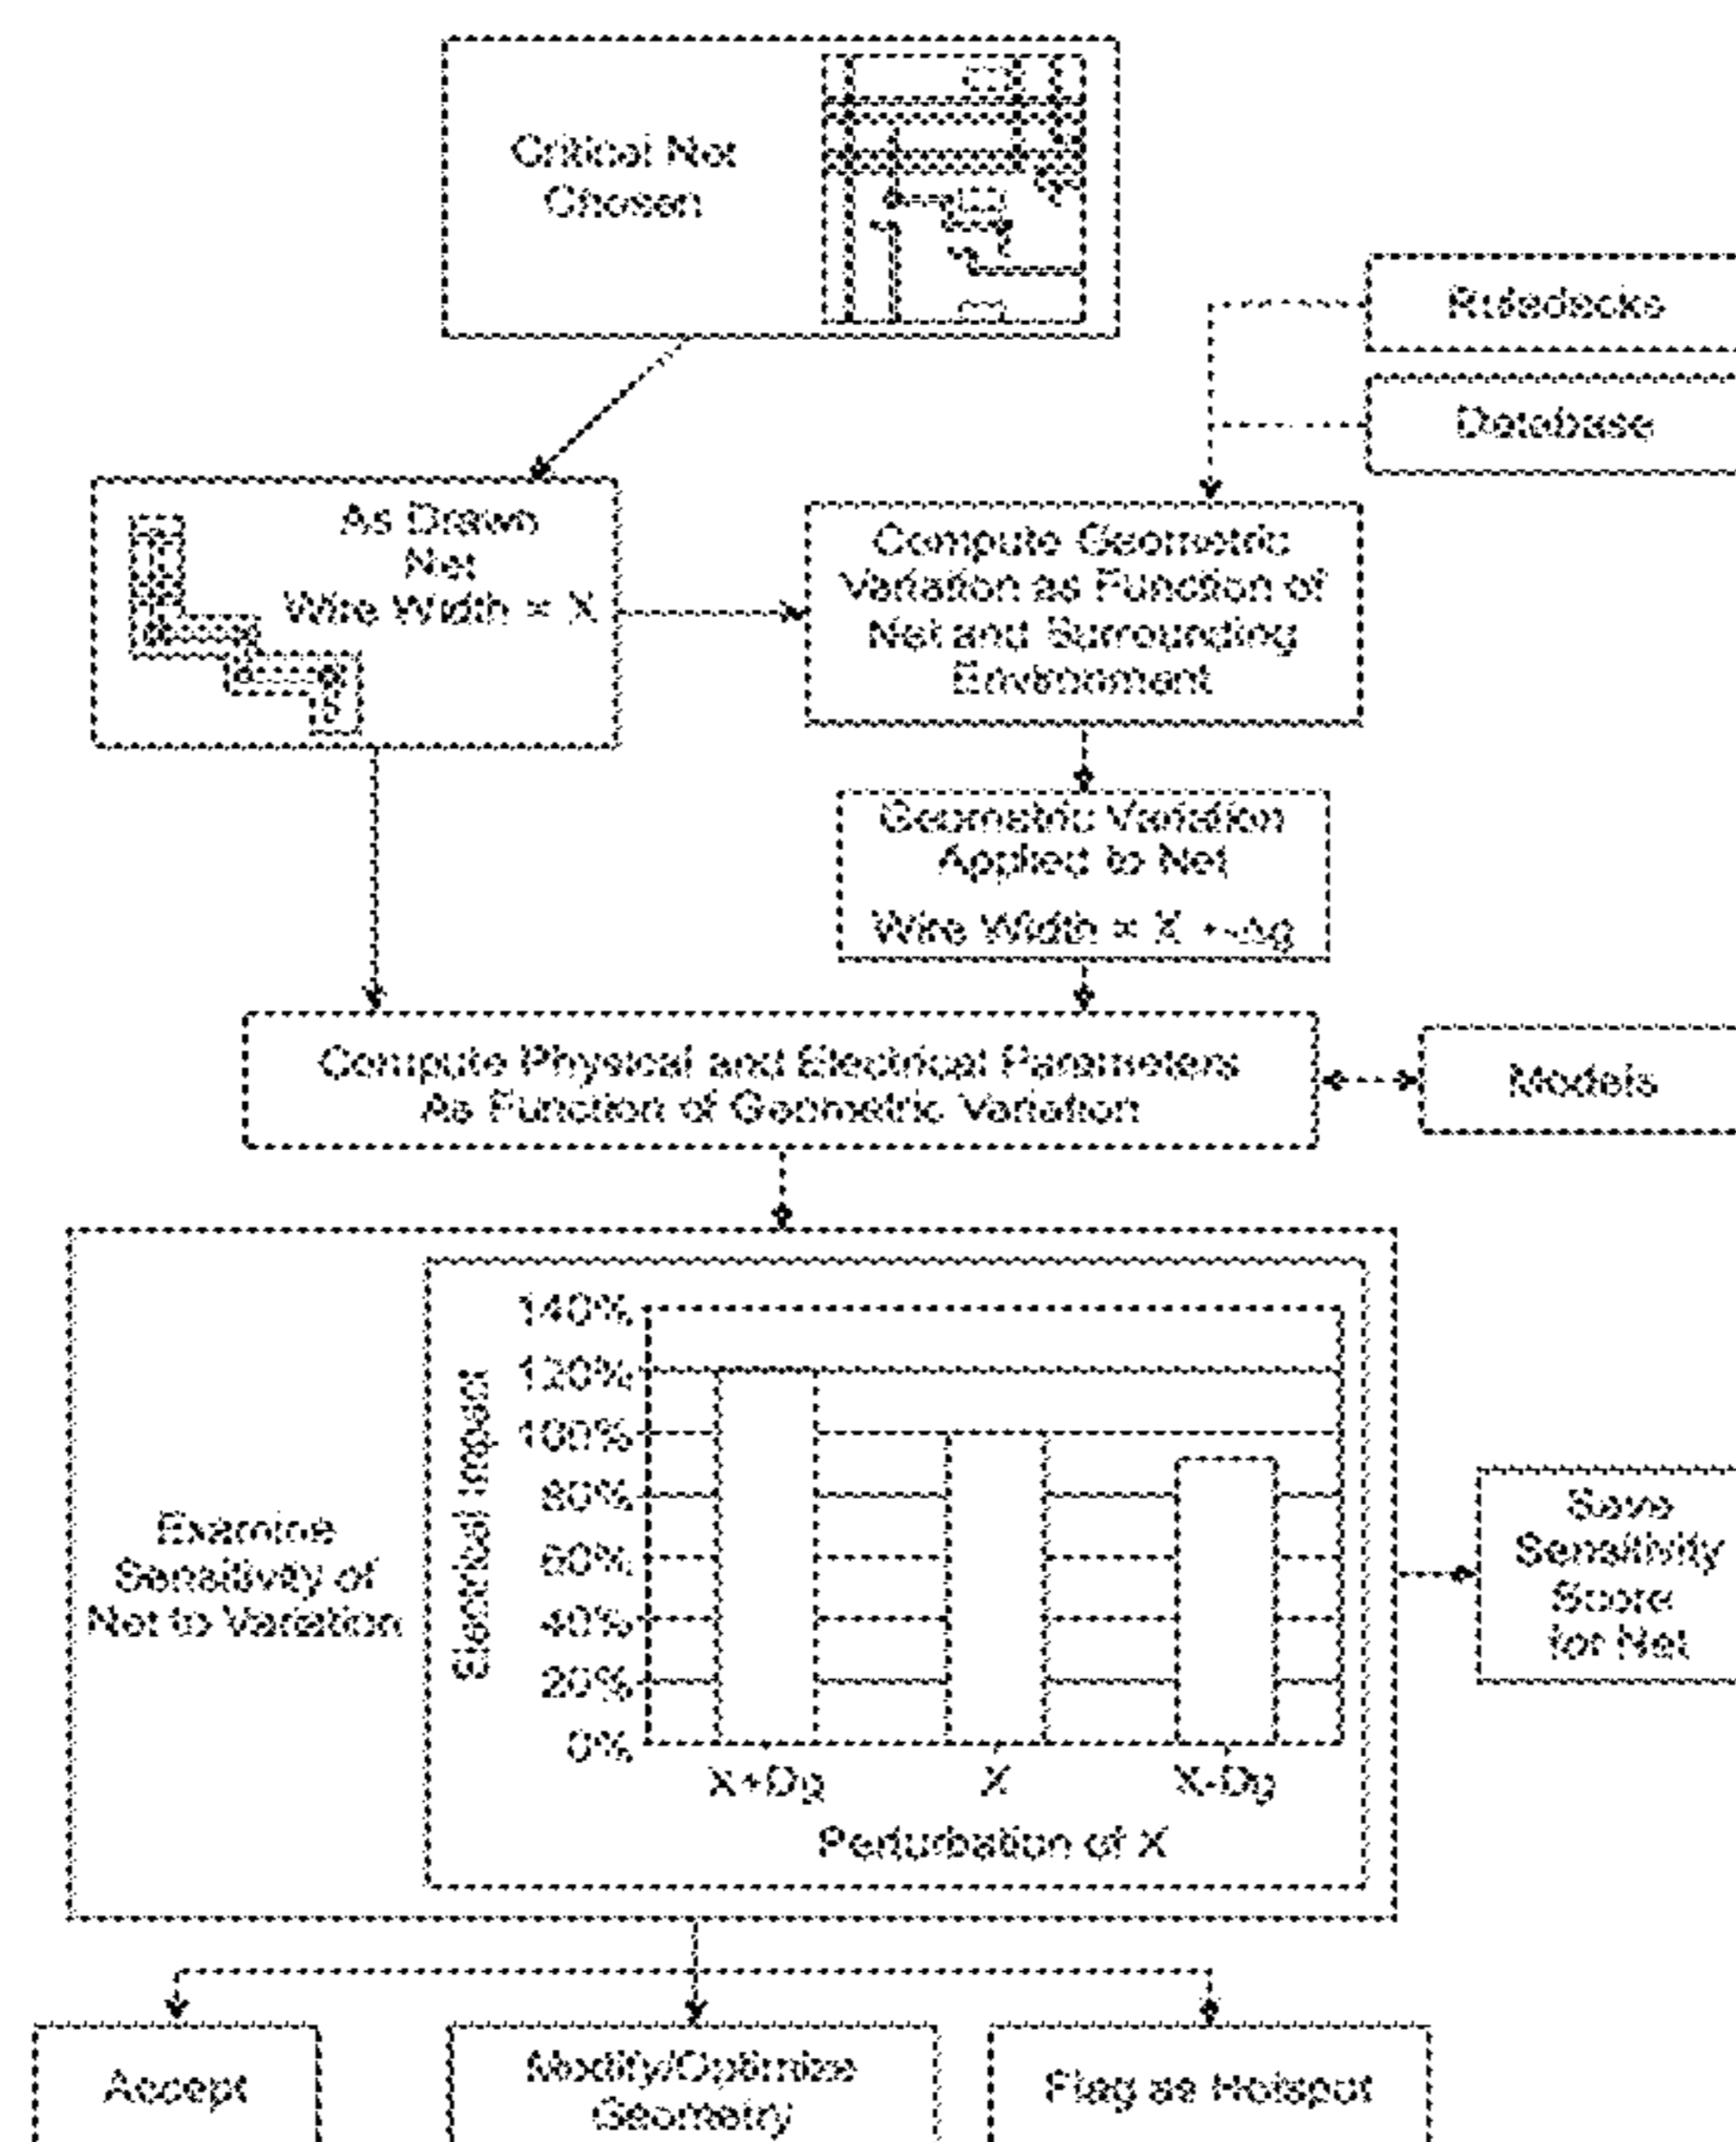 Critical Net
Chosen
Ruledecks
Database
As Drawn
Net
Wire Width = X
Compute Geometric
Variation as Function of
Net and Surrounding
Environment
Geometric Variation
Applied to Net
Wire Width = X +-Δg
Compute Physical and Electrical Parameters
As Function of Geometric Variation
Models
Examine
Sensitivity of
Net to Variation
Electrical Impact
140%
120%
100%
80%
60%
40%
20%
0%
X+Dg
X
X-Dg
Perturbation of X
Save
Sensitivity
Score
for Net
Accept
Modify/Optimize
Geometry
Flag as Hotspot